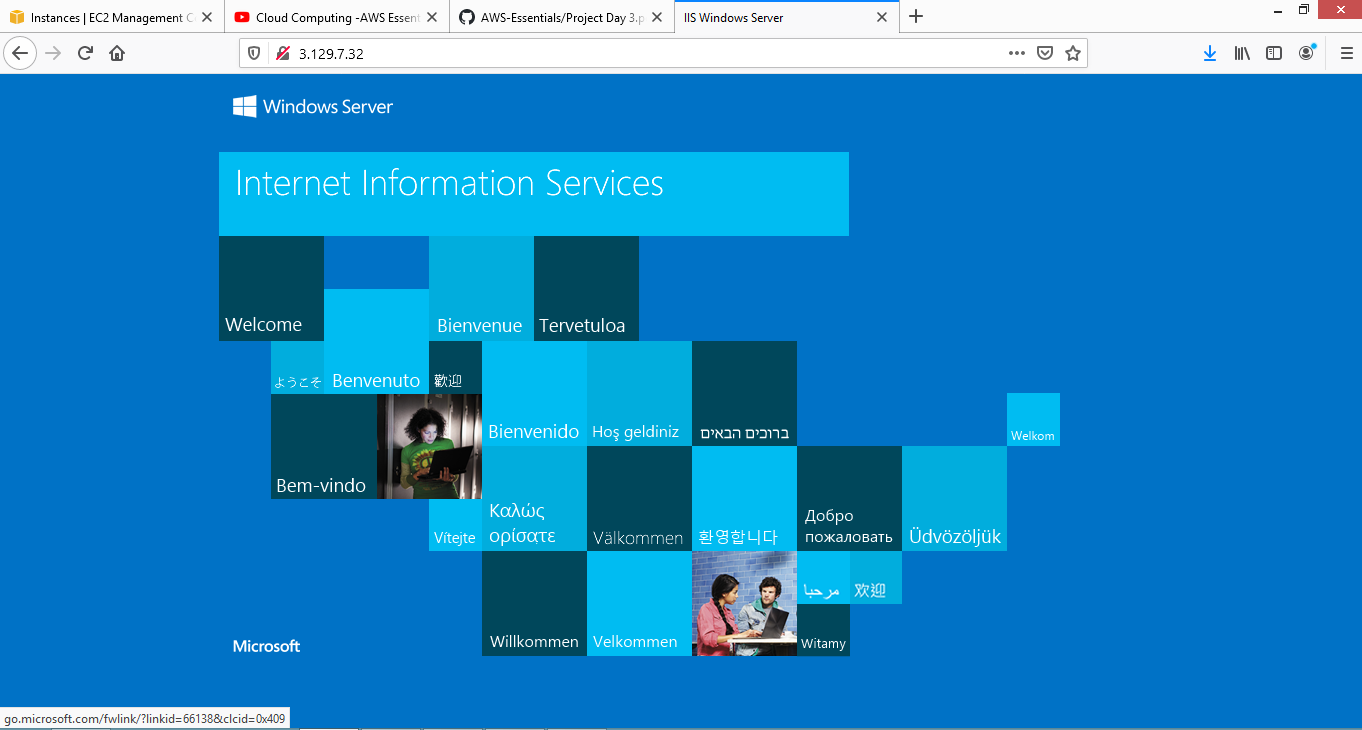 Instances | EC2 Management C
Cloud Computing -AWS Essent
AWS-Essentials/Project Day 3.p
IIS Windows Server
3.129.7.32
Windows Server
Internet Information Services
Welcome
Bienvenue
Tervetuloa
ようこそ
Benvenuto
歡迎
Bienvenido
Hoş geldiniz
ברוכים הבאים
Welkom
Bem-vindo
Vítejte
Καλώς
ορίσατε
Välkommen
환영합니다
Добро
пожаловать
Üdvözöljük
Willkommen
Velkommen
مرحبا
欢迎
Witamy
Microsoft
go.microsoft.com/fwlink/?linkid=66138&clcid=0x409